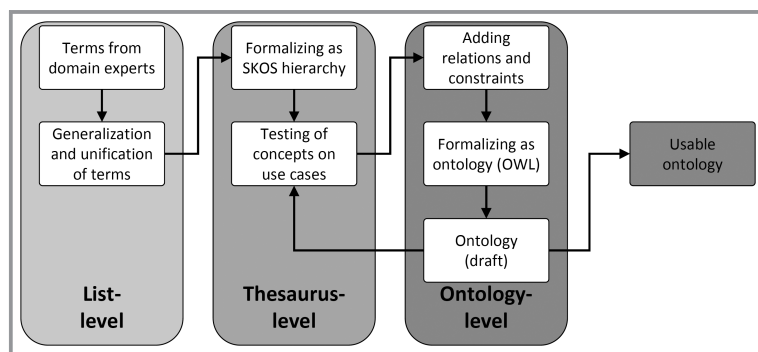 Terms from
domain experts
Generalization
and unification
of terms
List-
level
Formalizing as
SKOS hierarchy
Testing of
concepts on
use cases
Thesaurus-
level
Adding
relations and
constraints
Formalizing as
ontology (OWL)
Ontology
(draft)
Ontology-
level
Usable
ontology